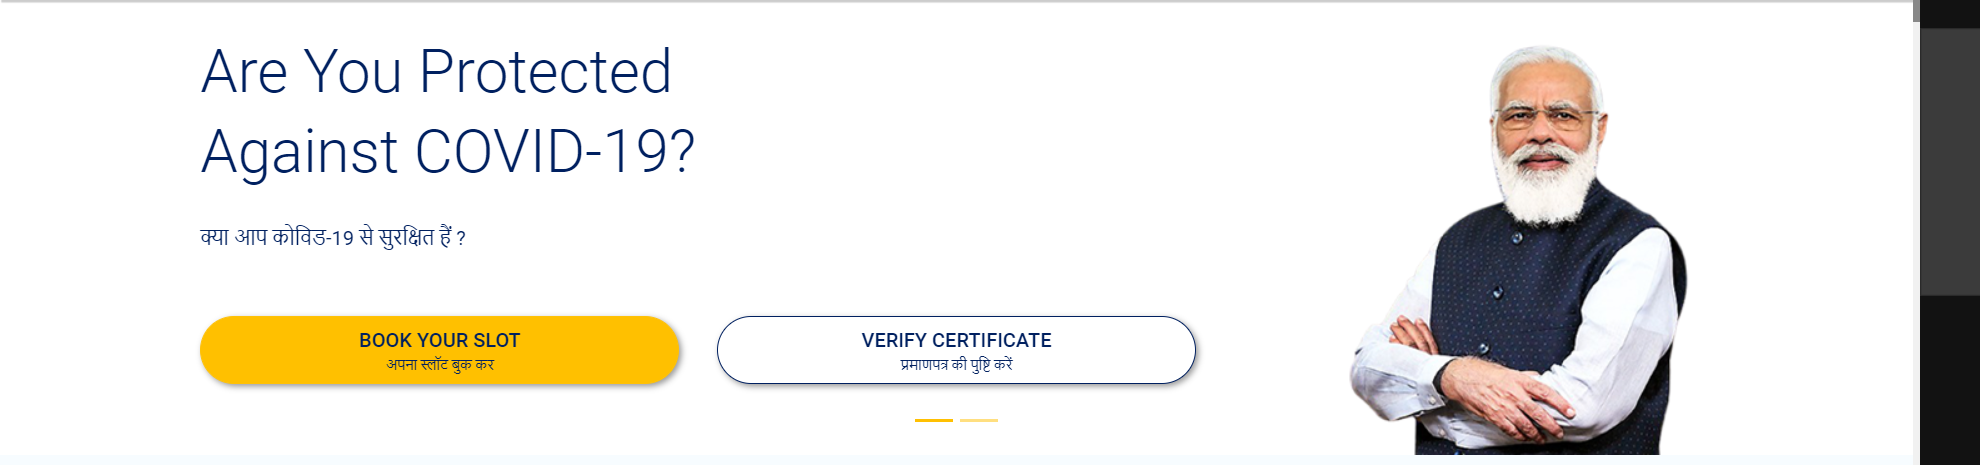 Are You Protected
Against COVID-19?
क्या आप कोविड-19 से सुरक्षित हैं ?
BOOK YOUR SLOT
अपना स्लॉट बुक कर
VERIFY CERTIFICATE
प्रमाणपत्र की पुष्टि करें